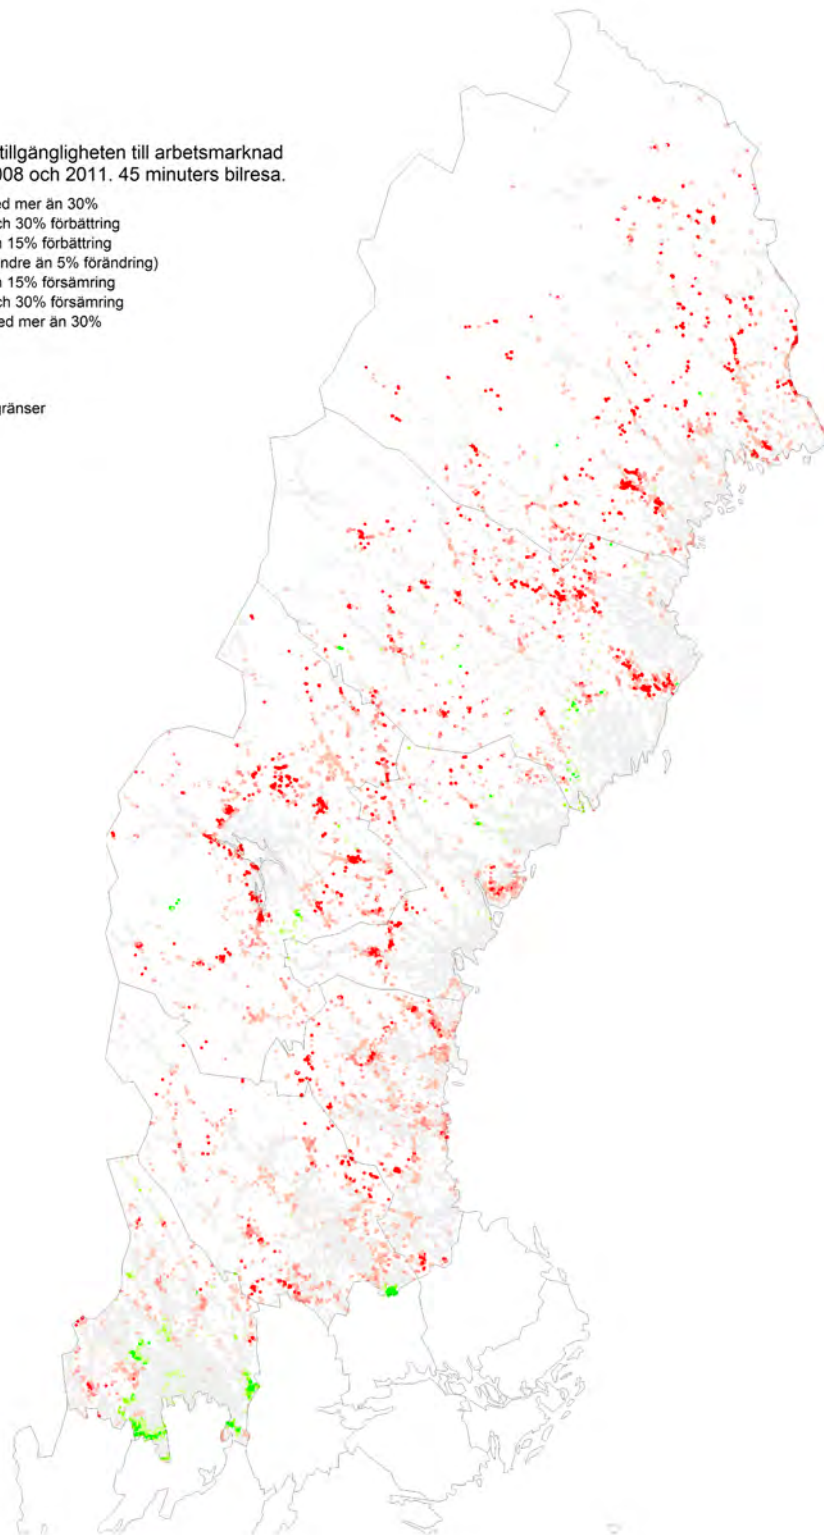 tillgängligheten till arbetsmarknad
008 och 2011. 45 minuters bilresa.
ed mer än 30%
ch 30% förbättring
n 15% förbättring
ndre än 5% förändring)
n 15% försämring
ch 30% försämring
ed mer än 30%
gränser